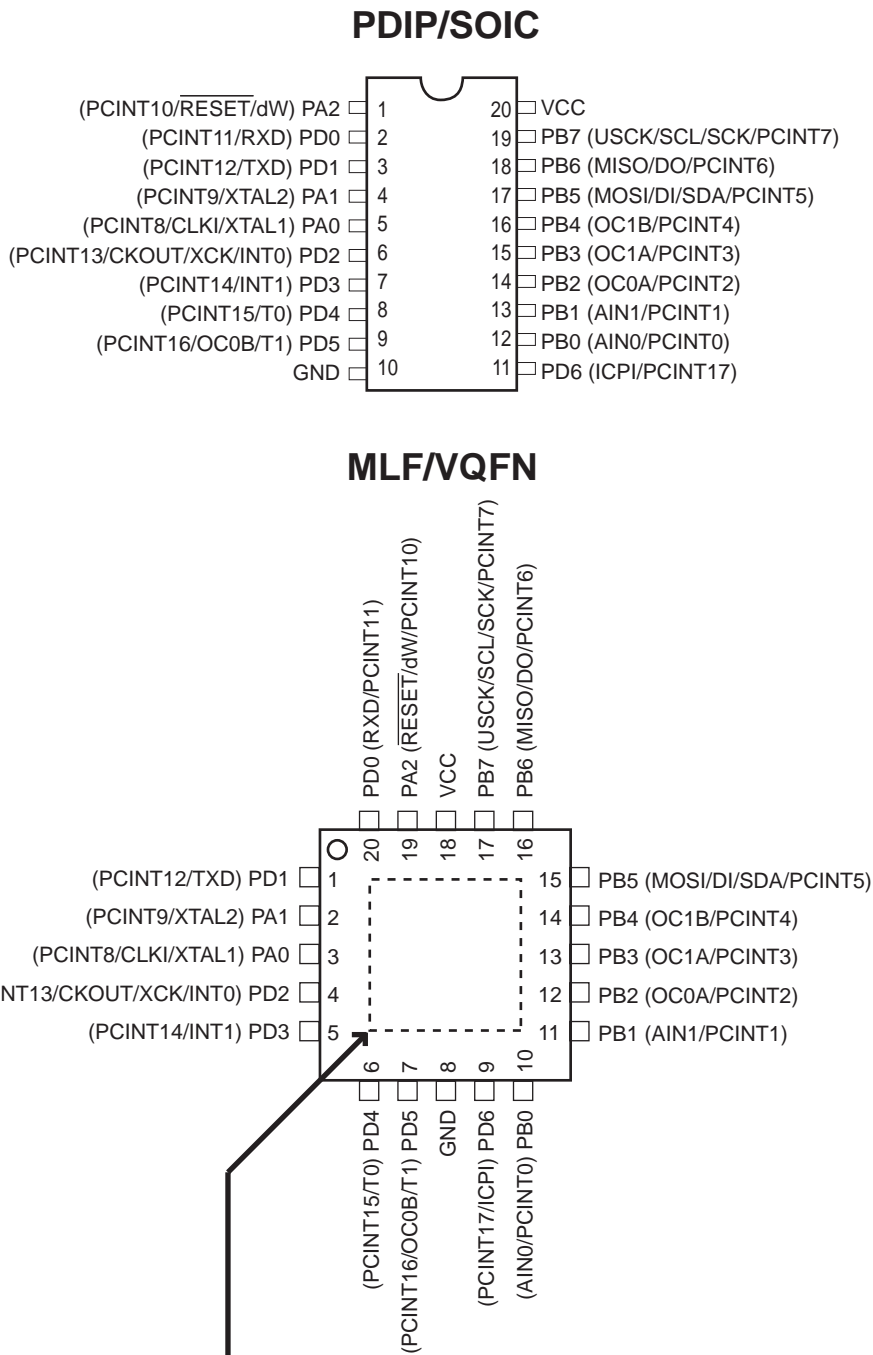 PDIP/SOIC
(PCINT10/RESET/dW) PA2 1 20 VCC
(PCINT11/RXD) PD0 2 19 PB7 (USCK/SCL/SCK/PCINT7)
(PCINT12/TXD) PD1 3 18 PB6 (MISO/DO/PCINT6)
(PCINT9/XTAL2) PA1 4 17 PB5 (MOSI/DI/SDA/PCINT5)
(PCINT8/CLKI/XTAL1) PA0 5 16 PB4 (OC1B/PCINT4)
(PCINT13/CKOUT/XCK/INT0) PD2 6 15 PB3 (OC1A/PCINT3)
(PCINT14/INT1) PD3 7 14 PB2 (OC0A/PCINT2)
(PCINT15/T0) PD4 8 13 PB1 (AIN1/PCINT1)
(PCINT16/OC0B/T1) PD5 9 12 PB0 (AIN0/PCINT0)
GND 10 11 PD6 (ICPI/PCINT17)
MLF/VQFN
PD0 (RXD/PCINT11)
PA2 (RESET/dW/PCINT10)
VCC
PB7 (USCK/SCL/SCK/PCINT7)
PB6 (MISO/DO/PCINT6)
20 19 18 17 16
(PCINT12/TXD) PD1 1 15 PB5 (MOSI/DI/SDA/PCINT5)
(PCINT9/XTAL2) PA1 2 14 PB4 (OC1B/PCINT4)
(PCINT8/CLKI/XTAL1) PA0 3 13 PB3 (OC1A/PCINT3)
NT13/CKOUT/XCK/INT0) PD2 4 12 PB2 (OC0A/PCINT2)
(PCINT14/INT1) PD3 5 11 PB1 (AIN1/PCINT1)
6 7 8 9 10
(PCINT15/T0) PD4
(PCINT16/OC0B/T1) PD5
GND
(PCINT17/ICPI) PD6
(AIN0/PCINT0) PB0